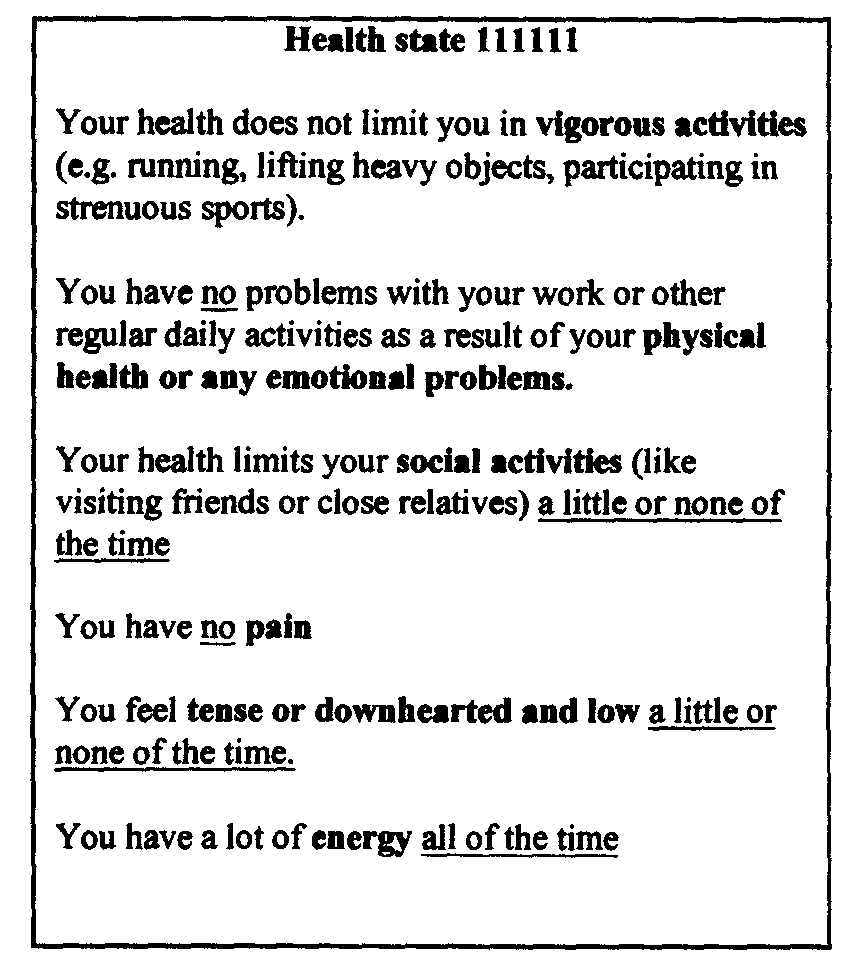 Health state 111111
Your health does not limit you in vigorous activities
(e.g. running, lifting heavy objects, participating in
strenuous sports).
You have no problems with your work or other
regular daily activities as a result of your physical
health or any emotional problems.
Your health limits your social activities (like
visiting friends or close relatives) a little or none of
the time
You have no pain
You feel tense or downhearted and low a little or
none of the time.
You have a lot of energy all of the time